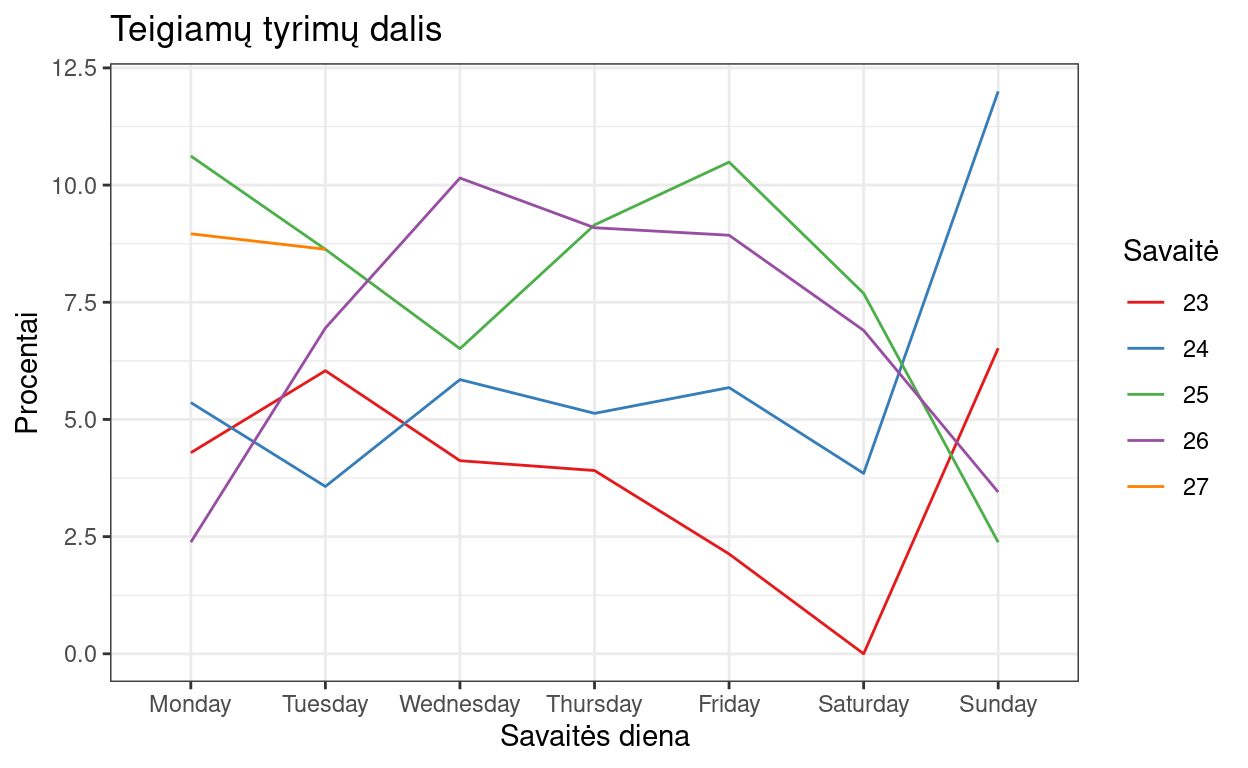 Teigiamų tyrimų dalis
12.5
10.0
7.5
5.0
2.5
0.0
Procentai
Monday Tuesday Wednesday Thursday Friday Saturday Sunday
Savaitės diena
Savaitė
23
24
25
26
27